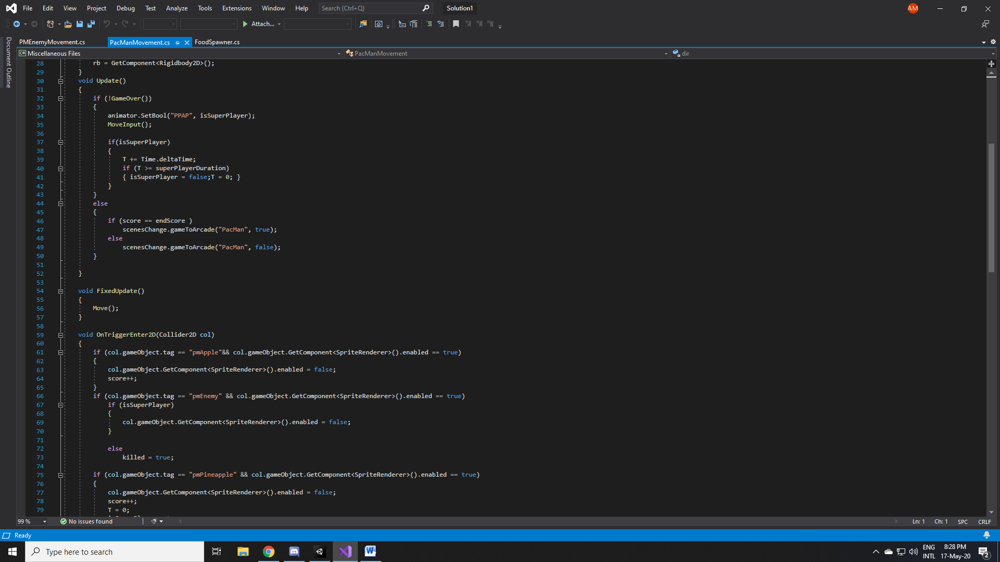 File Edit View Project Debug Test Analyze Tools Extensions Window Help Search (Ctrl+Q) Solution1 AM
Attach...
Document Outline
PMEnemyMovement.cs PacManMovement.cs FoodSpawner.cs
C# Miscellaneous Files PacManMovement dir
28 rb = GetComponent<Rigidbody2D>();
29 }
30 void Update()
31 {
32 if (!GameOver())
33 {
34 animator.SetBool("PPAP", isSuperPlayer);
35 MoveInput();
36
37 if(isSuperPlayer)
38 {
39 T += Time.deltaTime;
40 if (T >= superPlayerDuration)
41 { isSuperPlayer = false;T = 0; }
42 }
43 }
44 else
45 {
46 if (score == endScore )
47 scenesChange.gameToArcade("PacMan", true);
48 else
49 scenesChange.gameToArcade("PacMan", false);
50 }
51
52 }
53
54 void FixedUpdate()
55 {
56 Move();
57 }
58
59 void OnTriggerEnter2D(Collider2D col)
60 {
61 if (col.gameObject.tag == "pmApple"&& col.gameObject.GetComponent<SpriteRenderer>().enabled == true)
62 {
63 col.gameObject.GetComponent<SpriteRenderer>().enabled = false;
64 score++;
65 }
66 if (col.gameObject.tag == "pmEnemy" && col.gameObject.GetComponent<SpriteRenderer>().enabled == true)
67 if (isSuperPlayer)
68 {
69 col.gameObject.GetComponent<SpriteRenderer>().enabled = false;
70 }
71
72 else
73 killed = true;
74
75 if (col.gameObject.tag == "pmPineapple" && col.gameObject.GetComponent<SpriteRenderer>().enabled == true)
76 {
77 col.gameObject.GetComponent<SpriteRenderer>().enabled = false;
78 score++;
79 T = 0;
99 % No issues found Ln: 1 Ch: 1 SPC CRLF
Ready
Type here to search ENG 8:28 PM
INTL 17-May-20 2